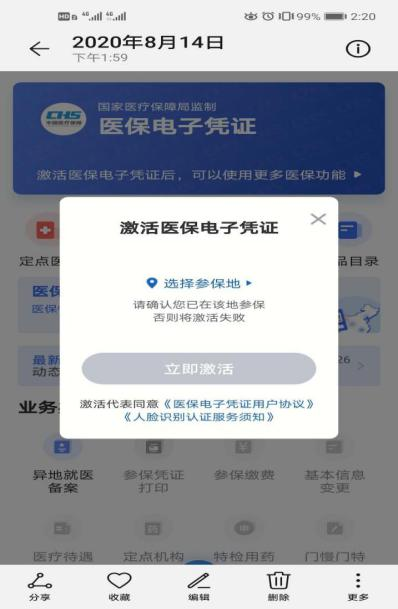 HD B 4G 4G 99% 2:20
2020年8月14日
下午1:59
国家医疗保障局监制
CHS
中国医疗保障
医保电子凭证
激活医保电子凭证后，可以使用更多医保功能
激活医保电子凭证
定点医
品目录
选择参保地
请确认您已在该地参保
否则将激活失败
医保
医保
立即激活
最新
动态
26
激活代表同意《医保电子凭证用户协议》
《人脸识别认证服务须知》
业务
异地就医
备案
参保凭证
打印
参保缴费
基本信息
变更
医疗待遇
定点机构
特检用药
门慢门特
分享
收藏
编辑
删除
更多